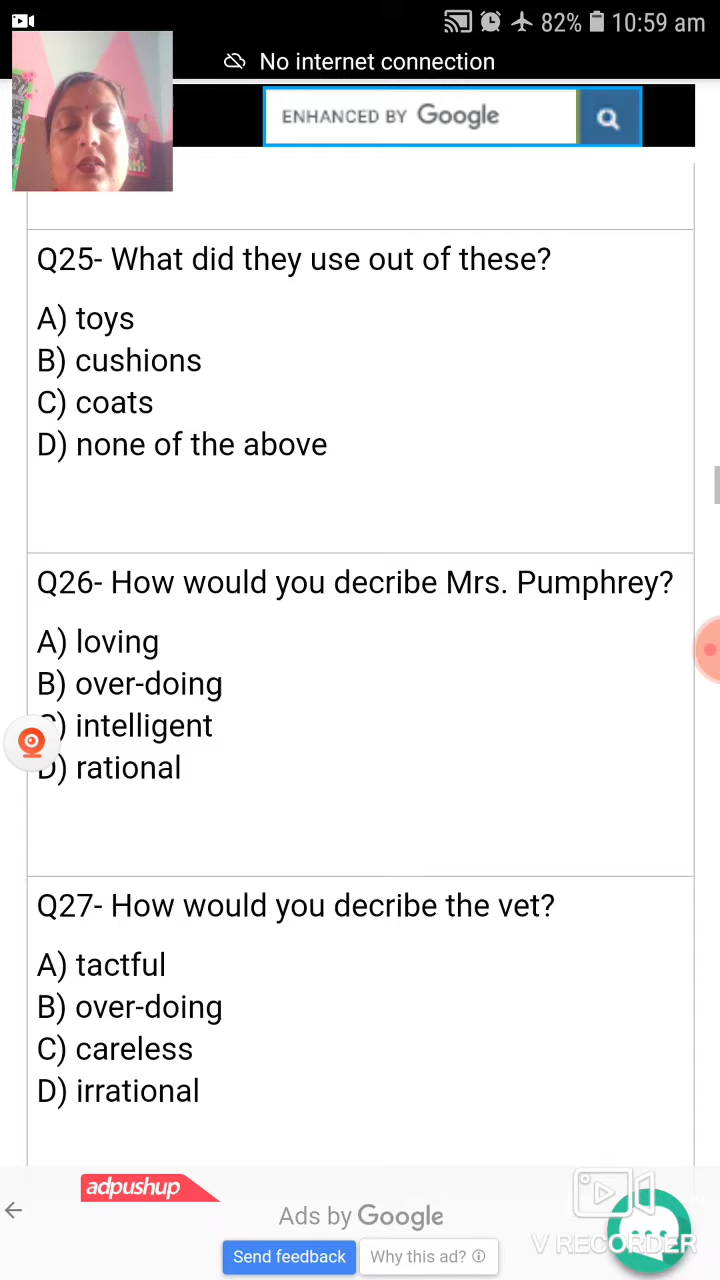 82% 10:59 am
No internet connection
ENHANCED BY Google
Q25- What did they use out of these?
A) toys
B) cushions
C) coats
D) none of the above
Q26- How would you decribe Mrs. Pumphrey?
A) loving
B) over-doing
C) intelligent
D) rational
Q27- How would you decribe the vet?
A) tactful
B) over-doing
C) careless
D) irrational
adpushup
Ads by Google
Send feedback
Why this ad?
V RECORDER